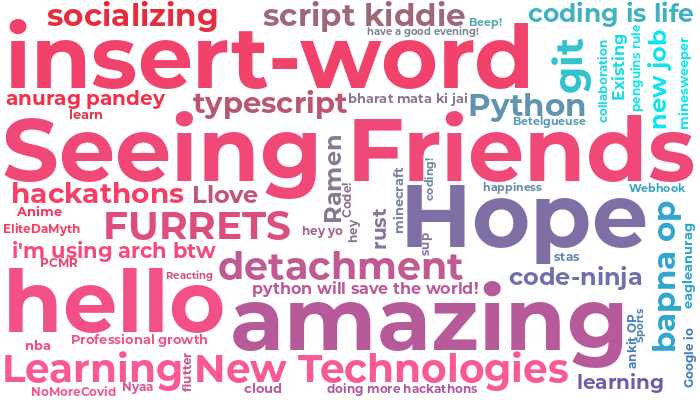 socializing
script kiddie
Beep!
coding is life
have a good evening!
insert-word
git
collaboration
Existing
penguins rule
new job
minesweeper
anurag pandey
typescript
bharat mata ki jai
Python
learn
Betelgueuse
Seeing Friends
hackathons
Llove
Ramen
Code!
hey
rust
minecraft
coding!
sup
Hope
happiness
Webhook
Anime
EliteDaMyth
FURRETS
hey yo
bapna op
eagleanurag
i'm using arch btw
PCMR
Reacting
detachment
stas
code-ninja
python will save the world!
hello
amazing
ankit OP
sports
Google io
nba
Professional growth
Learning New Technologies
flutter
NoMoreCovid
Nyaa
cloud
doing more hackathons
learning